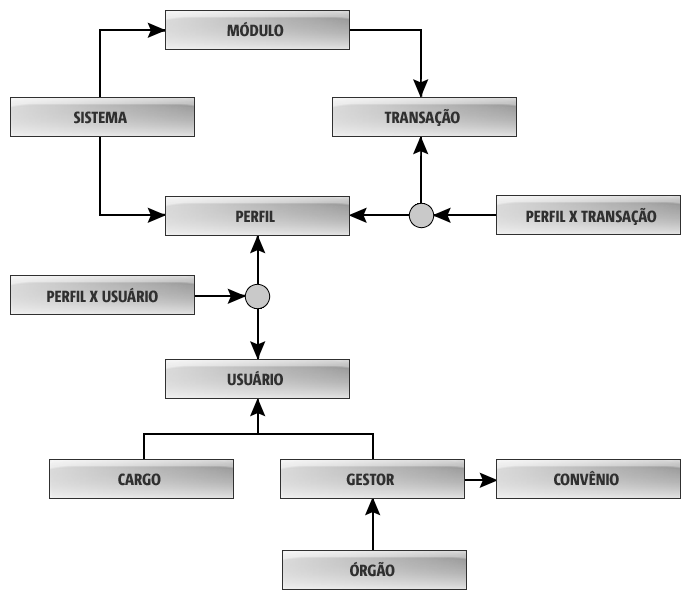 MÓDULO
SISTEMA
TRANSAÇÃO
PERFIL
PERFIL X TRANSAÇÃO
PERFIL X USUÁRIO
USUÁRIO
CARGO
GESTOR
CONVÊNIO
ÓRGÃO